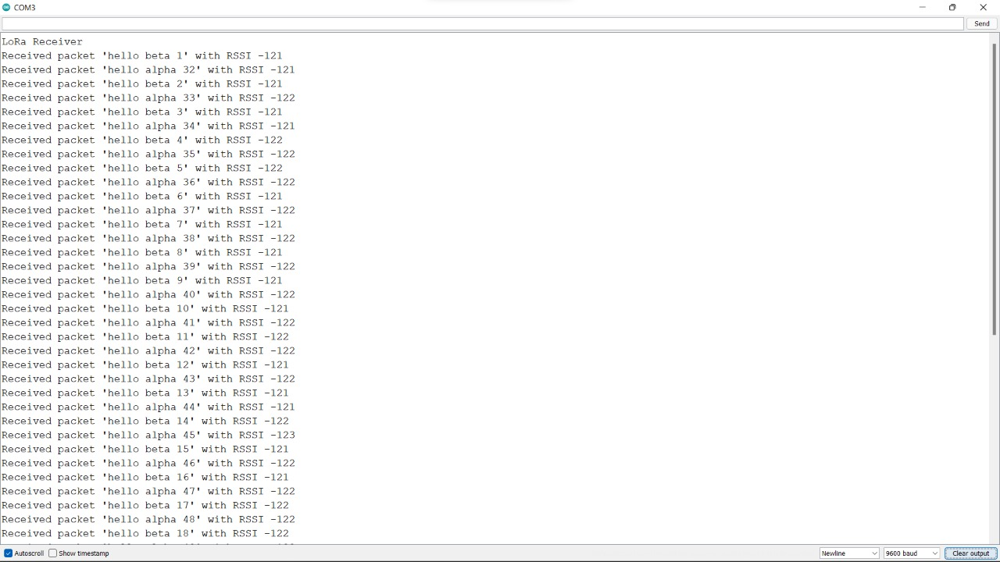 COM3
Send
LoRa Receiver
Received packet 'hello beta 1' with RSSI -121
Received packet 'hello alpha 32' with RSSI -121
Received packet 'hello beta 2' with RSSI -121
Received packet 'hello alpha 33' with RSSI -122
Received packet 'hello beta 3' with RSSI -121
Received packet 'hello alpha 34' with RSSI -121
Received packet 'hello beta 4' with RSSI -122
Received packet 'hello alpha 35' with RSSI -122
Received packet 'hello beta 5' with RSSI -122
Received packet 'hello alpha 36' with RSSI -122
Received packet 'hello beta 6' with RSSI -121
Received packet 'hello alpha 37' with RSSI -122
Received packet 'hello beta 7' with RSSI -121
Received packet 'hello alpha 38' with RSSI -122
Received packet 'hello beta 8' with RSSI -121
Received packet 'hello alpha 39' with RSSI -122
Received packet 'hello beta 9' with RSSI -121
Received packet 'hello alpha 40' with RSSI -122
Received packet 'hello beta 10' with RSSI -121
Received packet 'hello alpha 41' with RSSI -122
Received packet 'hello beta 11' with RSSI -122
Received packet 'hello alpha 42' with RSSI -122
Received packet 'hello beta 12' with RSSI -121
Received packet 'hello alpha 43' with RSSI -122
Received packet 'hello beta 13' with RSSI -121
Received packet 'hello alpha 44' with RSSI -121
Received packet 'hello beta 14' with RSSI -122
Received packet 'hello alpha 45' with RSSI -123
Received packet 'hello beta 15' with RSSI -121
Received packet 'hello alpha 46' with RSSI -122
Received packet 'hello beta 16' with RSSI -121
Received packet 'hello alpha 47' with RSSI -122
Received packet 'hello beta 17' with RSSI -122
Received packet 'hello alpha 48' with RSSI -122
Received packet 'hello beta 18' with RSSI -122
Autoscroll Show timestamp Newline 9600 baud Clear output